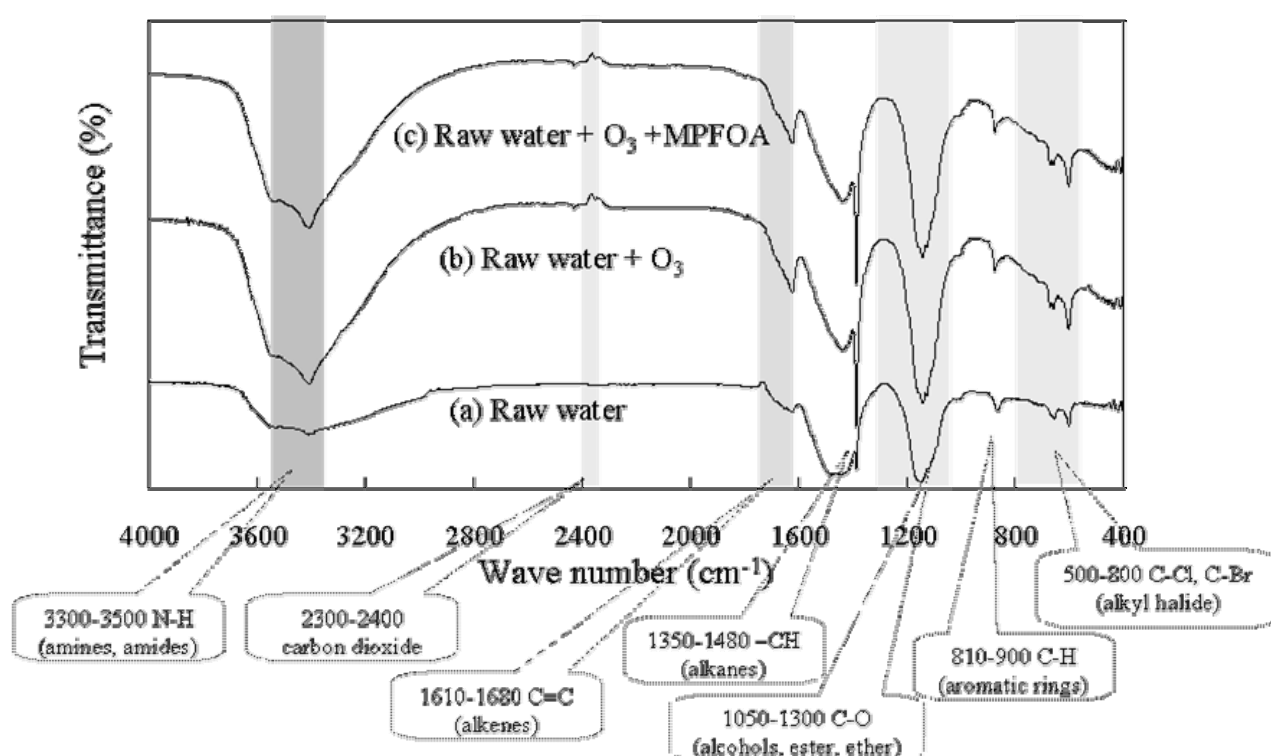 Transmittance (%)
(c) Raw water + O₃ +MPFOA
(b) Raw water + O₃
(a) Raw water
4000 3600 3200 2800 2400 2000 1600 1200 800 400
Wave number (cm⁻¹)
3300-3500 N-H
(amines, amides)
2300-2400
carbon dioxide
1610-1680 C=C
(alkenes)
1350-1480 –CH
(alkanes)
1050-1300 C-O
(alcohols, ester, ether)
810-900 C-H
(aromatic rings)
500-800 C-Cl, C-Br
(alkyl halide)